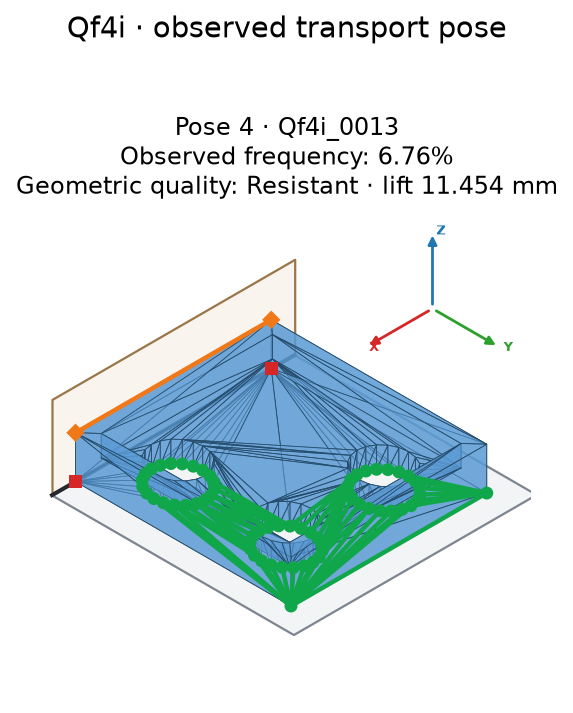 Qf4i · observed transport pose
Pose 4 · Qf4i_0013
Observed frequency: 6.76%
Geometric quality: Resistant · lift 11.454 mm
Z
X
Y